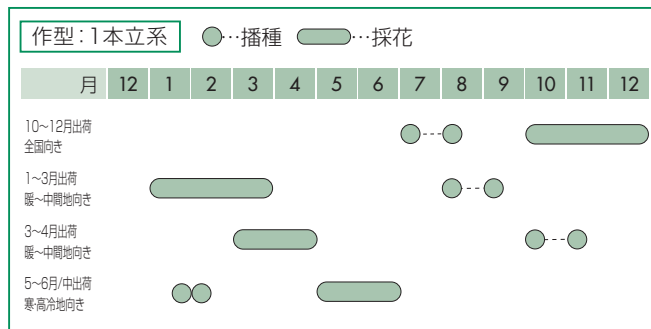 作型：1本立系 …播種 …採花
月 12 1 2 3 4 5 6 7 8 9 10 11 12
10～12月出荷
全国向き
1～3月出荷
暖～中間地向き
3～4月出荷
暖～中間地向き
5～6月/中出荷
寒・高冷地向き